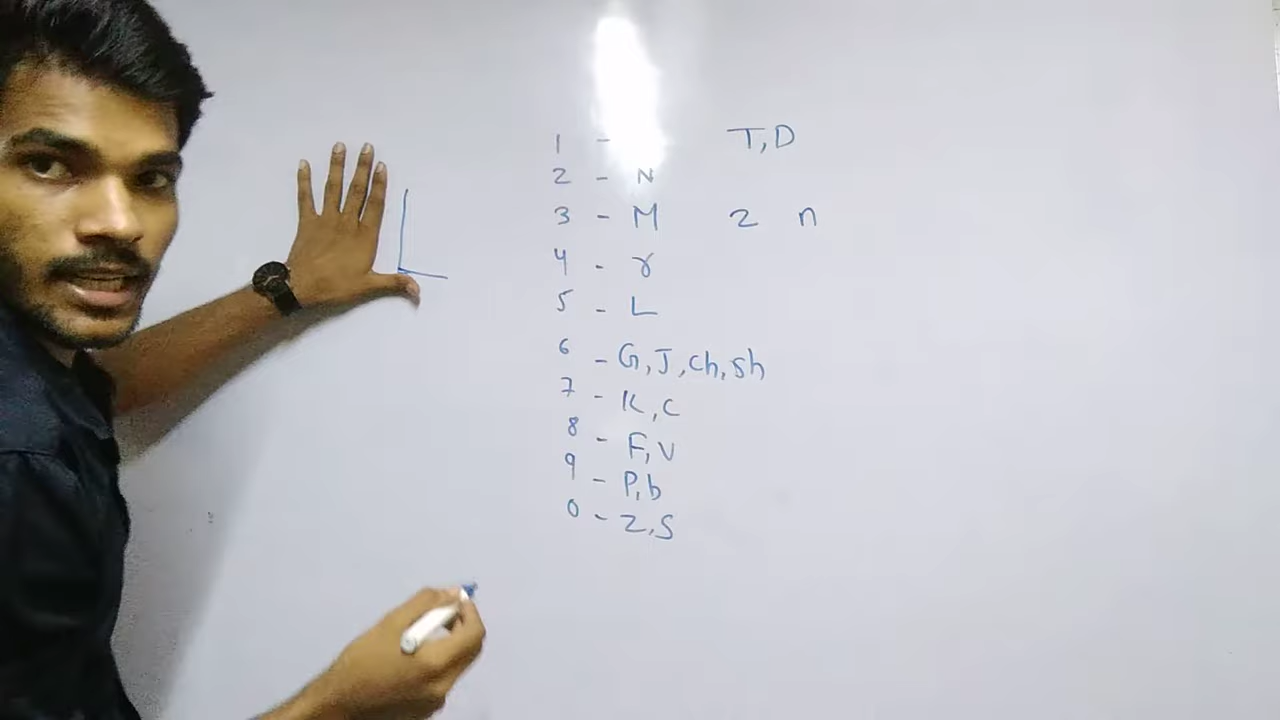 1 - T, D
2 - N
3 - M 2 n
4 - r
5 - L
6 - G, J, ch, sh
7 - K, C
8 - F, V
9 - P, b
0 - Z, S
L